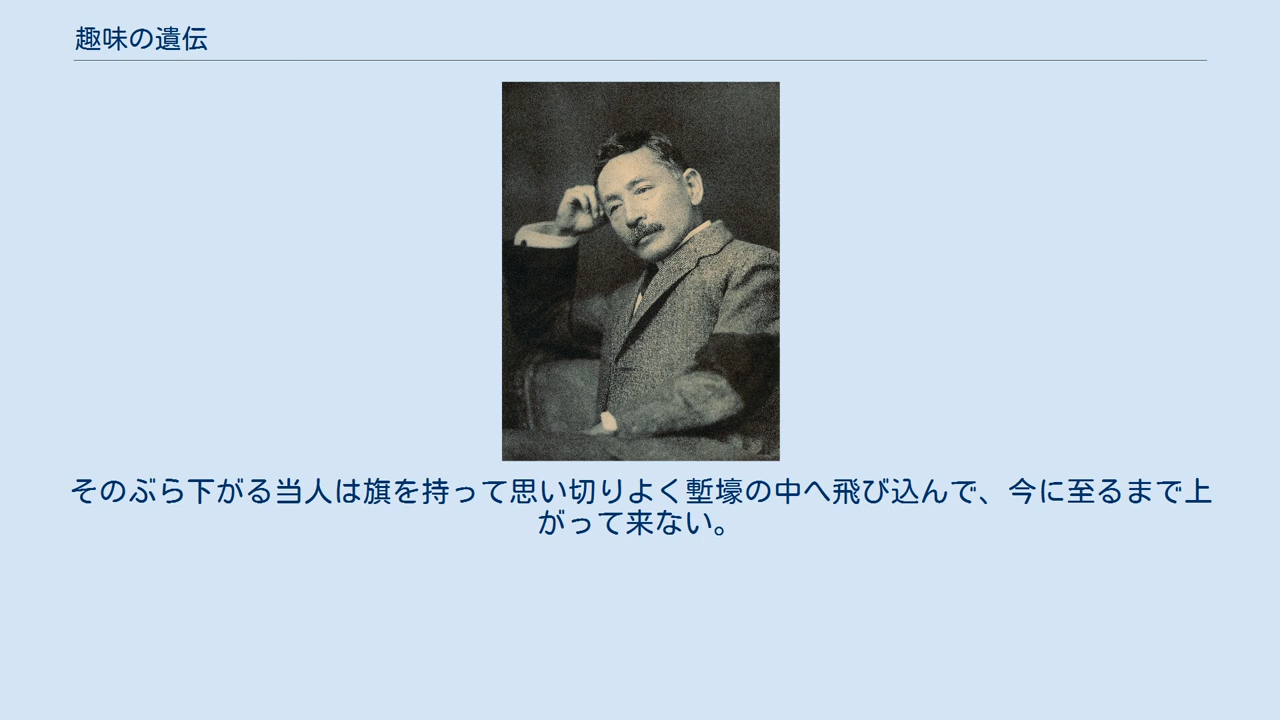 趣味の遺伝
そのぶら下がる当人は旗を持って思い切りよく塹壕の中へ飛び込んで、今に至るまで上
がって来ない。